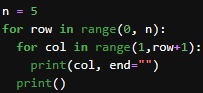 n = 5
for row in range(0, n):
  for col in range(1,row+1):
    print(col, end="")
  print()